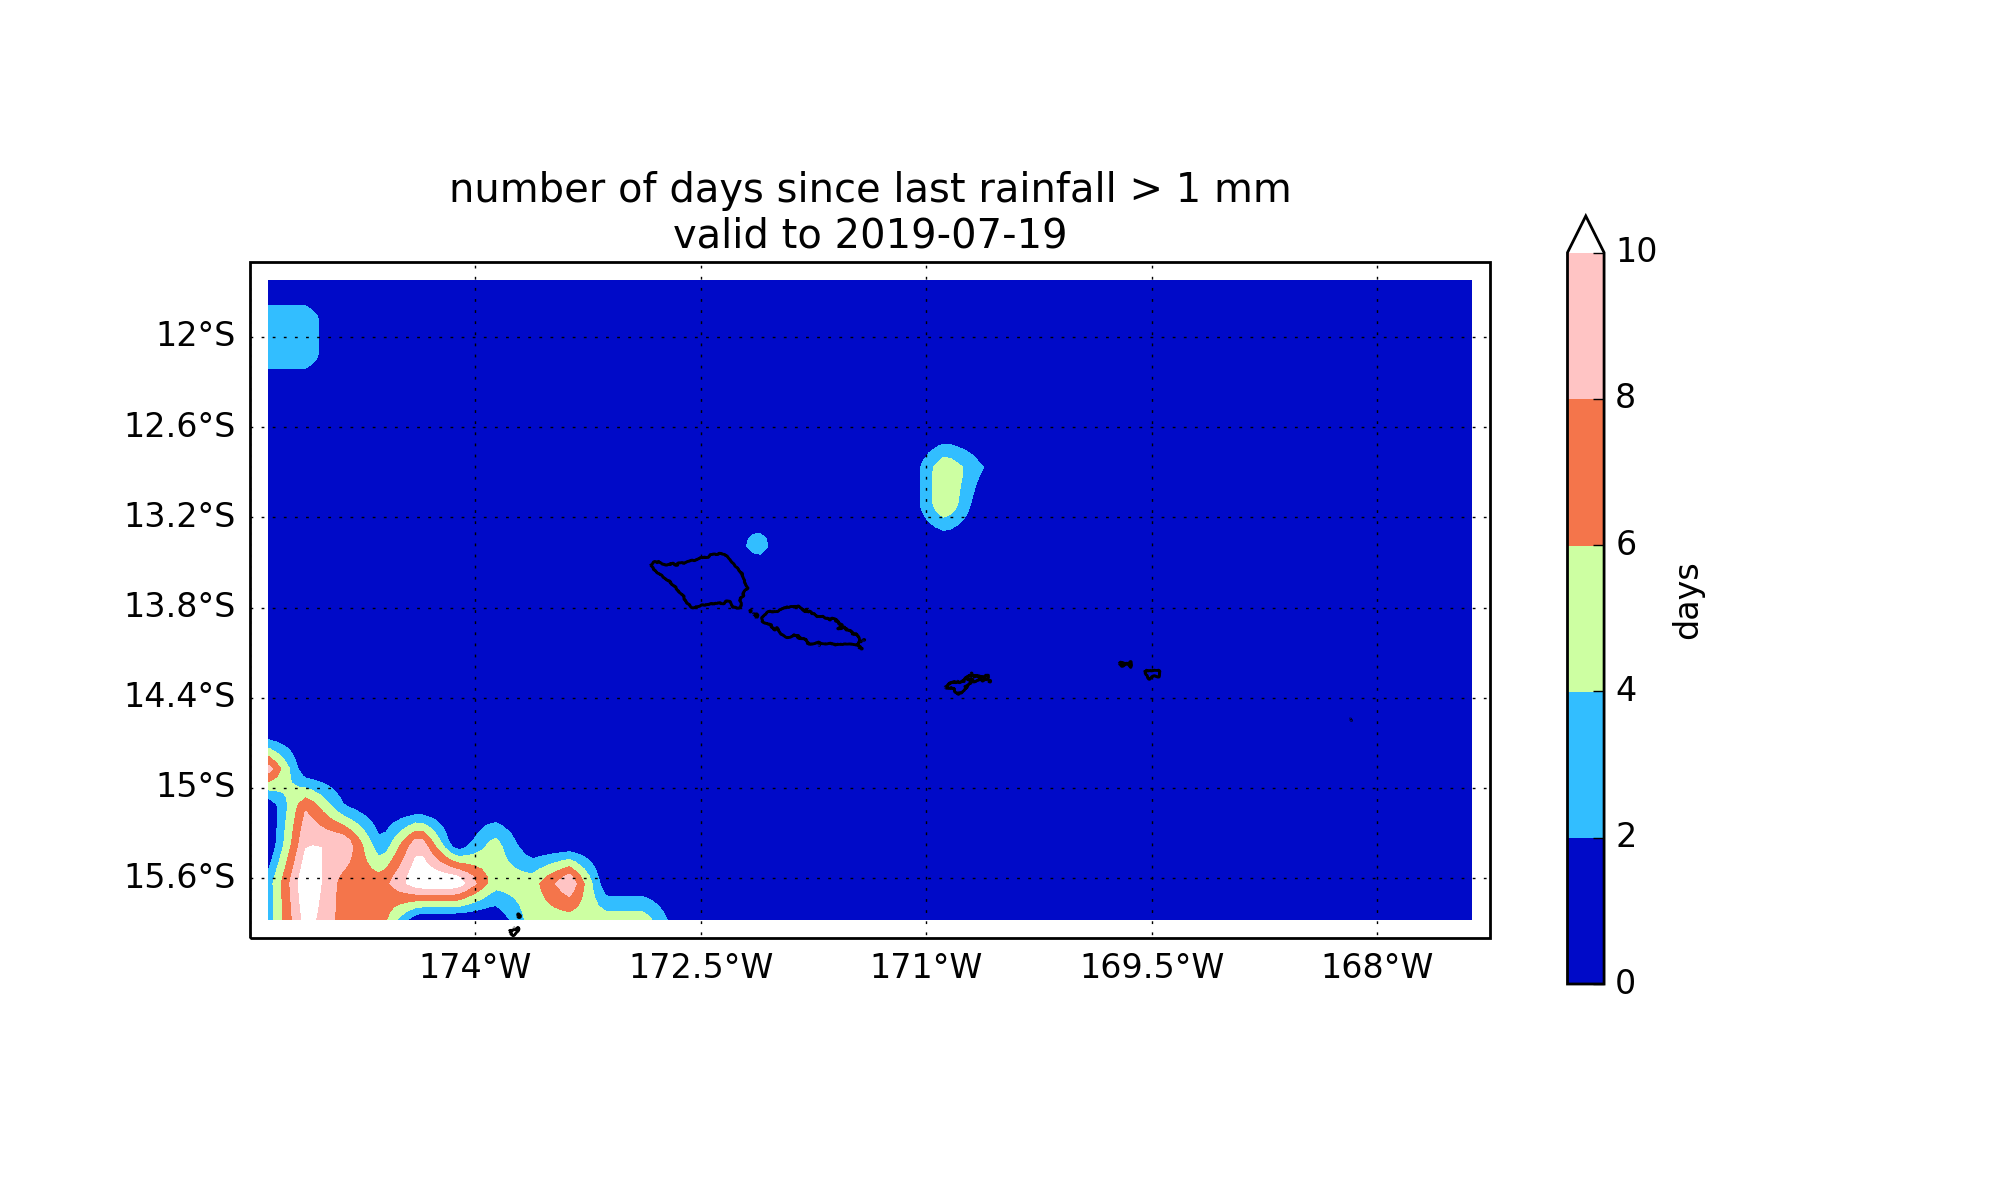 number of days since last rainfall > 1 mm
valid to 2019-07-19
12°S
12.6°S
13.2°S
13.8°S
14.4°S
15°S
15.6°S
174°W
172.5°W
171°W
169.5°W
168°W
10
8
6
4
2
0
days